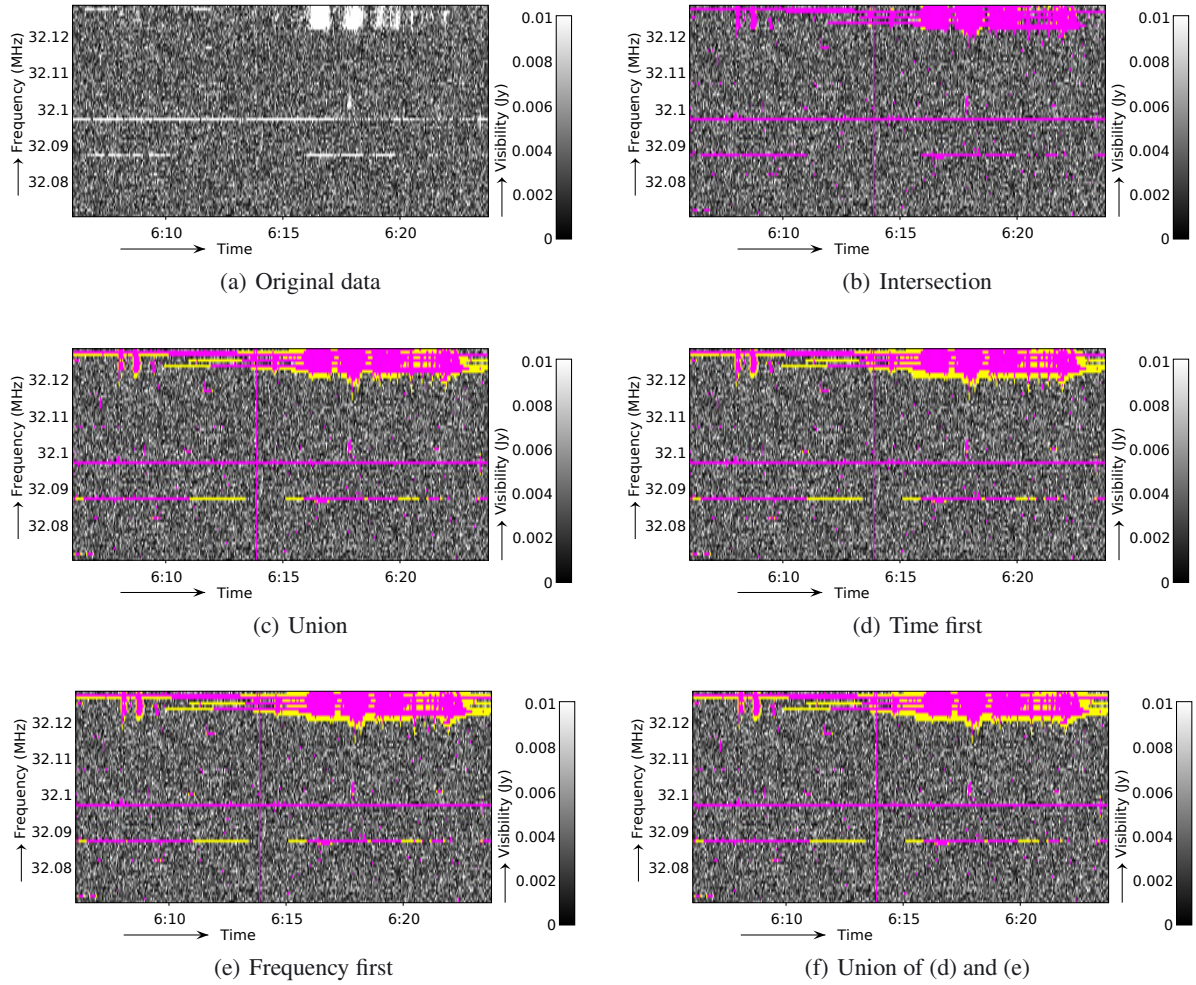 32.12
32.11
32.1
32.09
32.08
Frequency (MHz)
6:10 6:15 6:20
Time
0.01
0.008
0.006
0.004
0.002
0
Visibility (Jy)
(a) Original data
32.12
32.11
32.1
32.09
32.08
Frequency (MHz)
6:10 6:15 6:20
Time
0.01
0.008
0.006
0.004
0.002
0
Visibility (Jy)
(b) Intersection
32.12
32.11
32.1
32.09
32.08
Frequency (MHz)
6:10 6:15 6:20
Time
0.01
0.008
0.006
0.004
0.002
0
Visibility (Jy)
(c) Union
32.12
32.11
32.1
32.09
32.08
Frequency (MHz)
6:10 6:15 6:20
Time
0.01
0.008
0.006
0.004
0.002
0
Visibility (Jy)
(d) Time first
32.12
32.11
32.1
32.09
32.08
Frequency (MHz)
6:10 6:15 6:20
Time
0.01
0.008
0.006
0.004
0.002
0
Visibility (Jy)
(e) Frequency first
32.12
32.11
32.1
32.09
32.08
Frequency (MHz)
6:10 6:15 6:20
Time
0.01
0.008
0.006
0.004
0.002
0
Visibility (Jy)
(f) Union of (d) and (e)